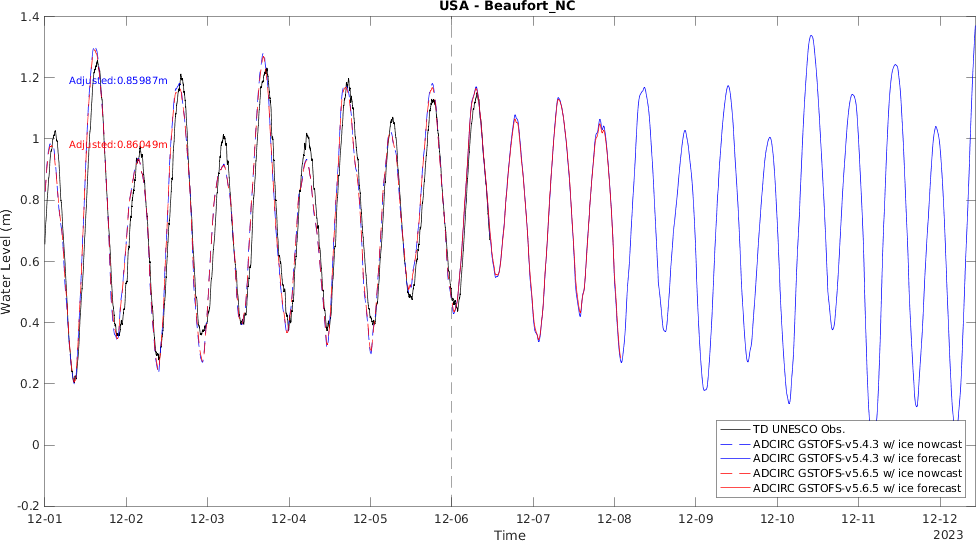 USA - Beaufort_NC
1.4
1.2
1
0.8
0.6
0.4
0.2
0
-0.2
Water Level (m)
Adjusted:0.85987m
Adjusted:0.86049m
TD UNESCO Obs.
ADCIRC GSTOFS-v5.4.3 w/ ice nowcast
ADCIRC GSTOFS-v5.4.3 w/ ice forecast
ADCIRC GSTOFS-v5.6.5 w/ ice nowcast
ADCIRC GSTOFS-v5.6.5 w/ ice forecast
12-01 12-02 12-03 12-04 12-05 12-06 12-07 12-08 12-09 12-10 12-11 12-12
Time
2023